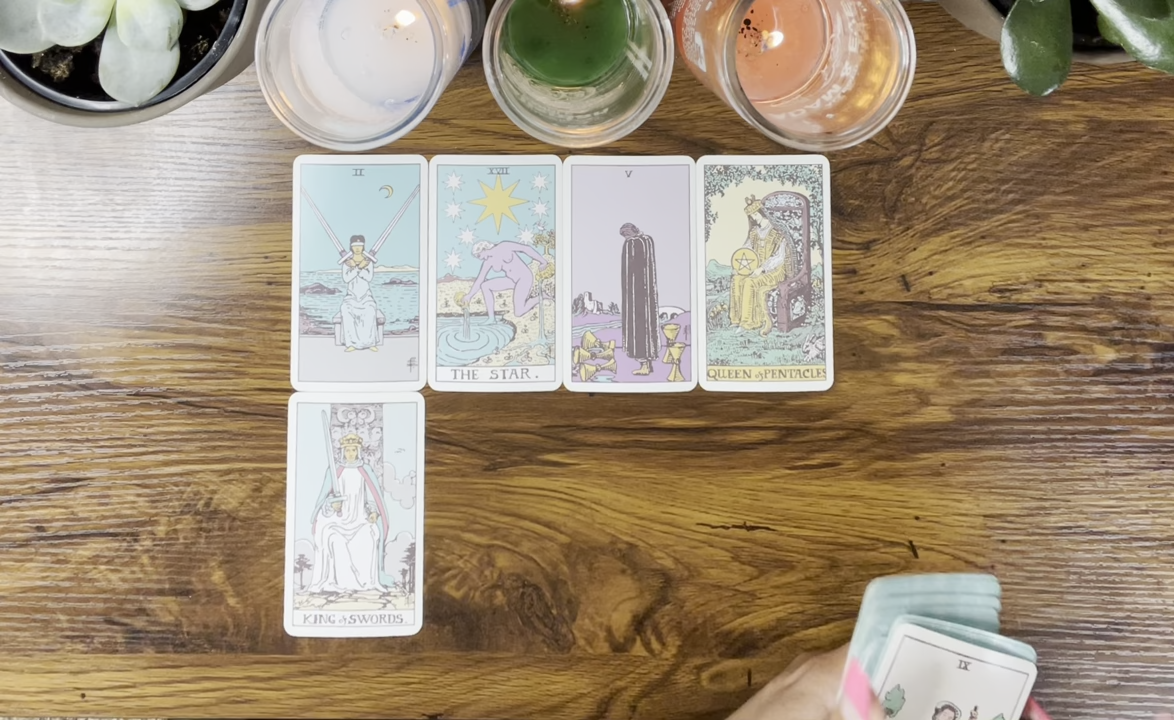 II
XVII
V
THE STAR.
QUEEN of PENTACLES
KING of SWORDS.
IX